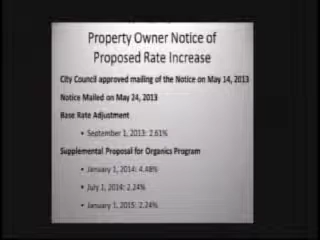 Property Owner Notice of
Proposed Rate Increase
City Council approved mailing of the Notice on May 14, 2013
Notice Mailed on May 24, 2013
Base Rate Adjustment
• September 1, 2013: 2.61%
Supplemental Proposal for Organics Program
• January 1, 2014: 4.48%
• July 1, 2014: 2.24%
• January 1, 2015: 2.24%